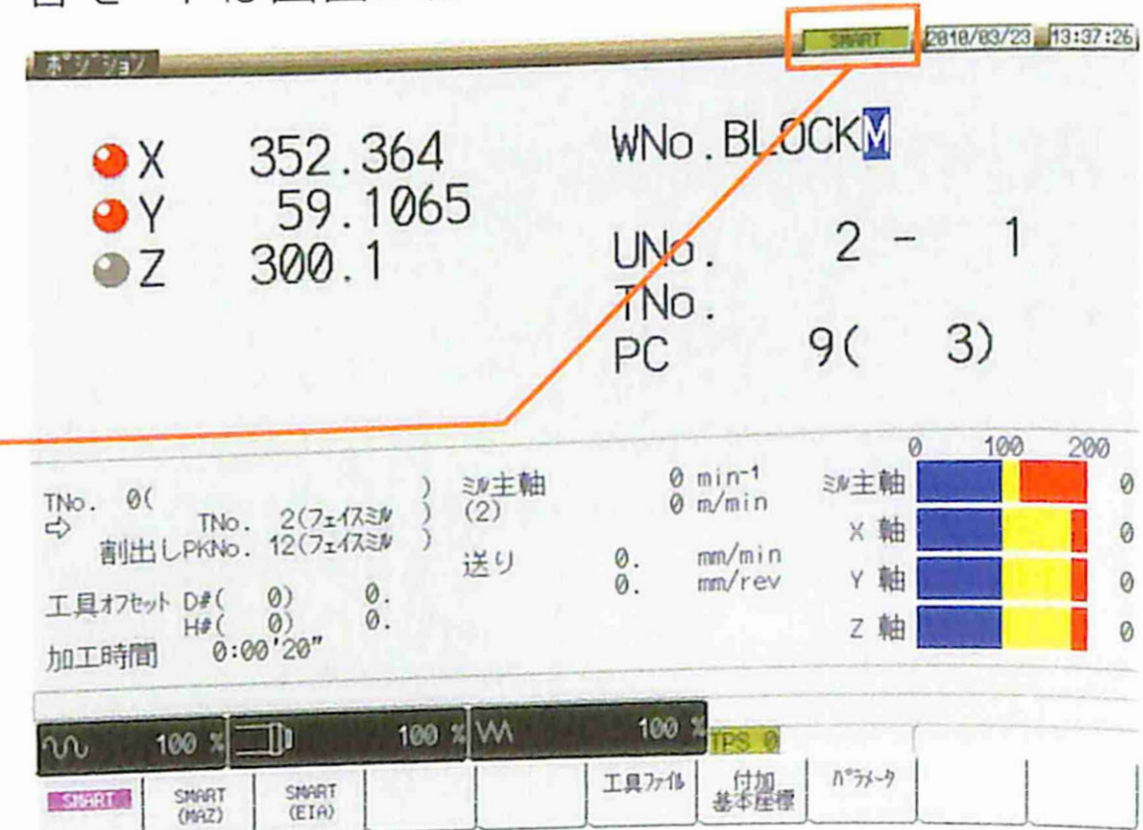 SMART 2010/03/23 13:37:26
ポジション
X 352.364
Y 59.1065
Z 300.1
WNo.BLOCKM
UNo. 2 - 1
TNo.
PC 9( 3)
TNo. 0( )
⇨ TNo. 2(フェイスミル )
割出しPKNo. 12(フェイスミル )
工具オフセット D#( 0) 0.
H#( 0) 0.
加工時間 0:00'20"
ミル主軸 0 min-1
(2) 0 m/min
送り 0. mm/min
0. mm/rev
0 100 200
ミル主軸 0
X 軸 0
Y 軸 0
Z 軸 0
100 % 100 % 100 %
TPS 0
SMART
SMART
(MAZ)
SMART
(EIA)
工具ファイル
付加
基本座標
パラメータ